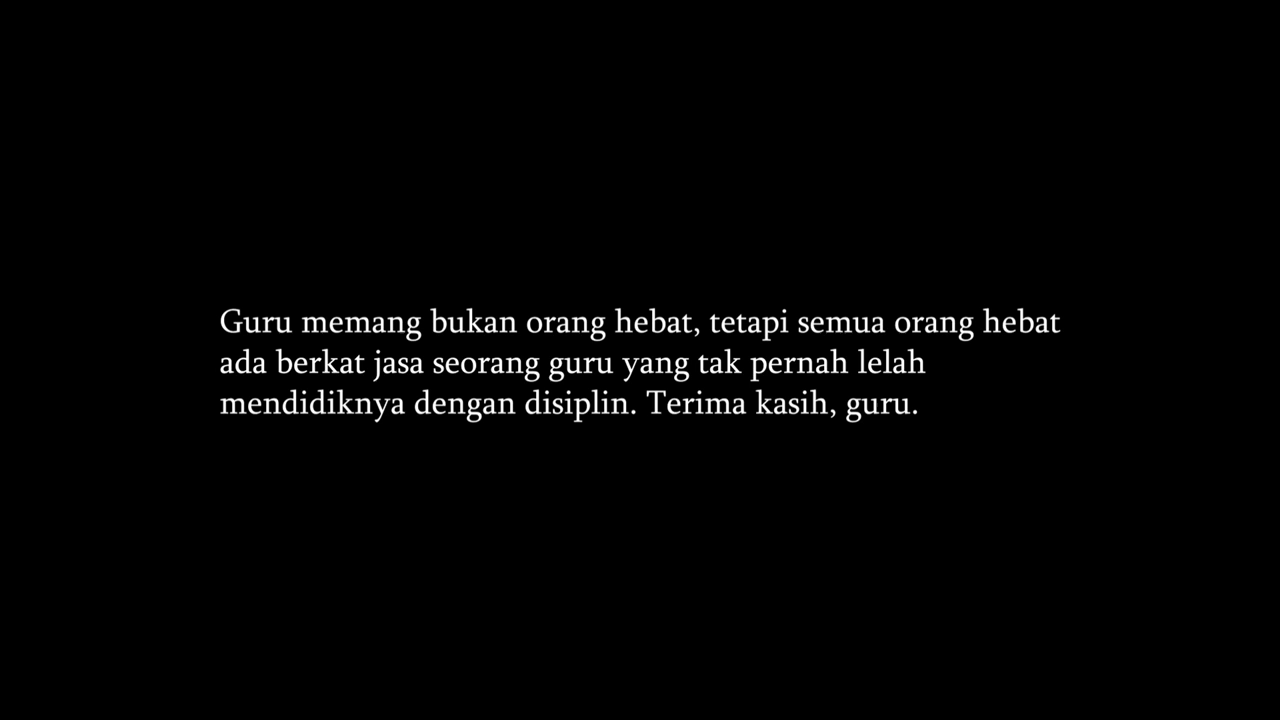 Guru memang bukan orang hebat, tetapi semua orang hebat
ada berkat jasa seorang guru yang tak pernah lelah
mendidiknya dengan disiplin. Terima kasih, guru.